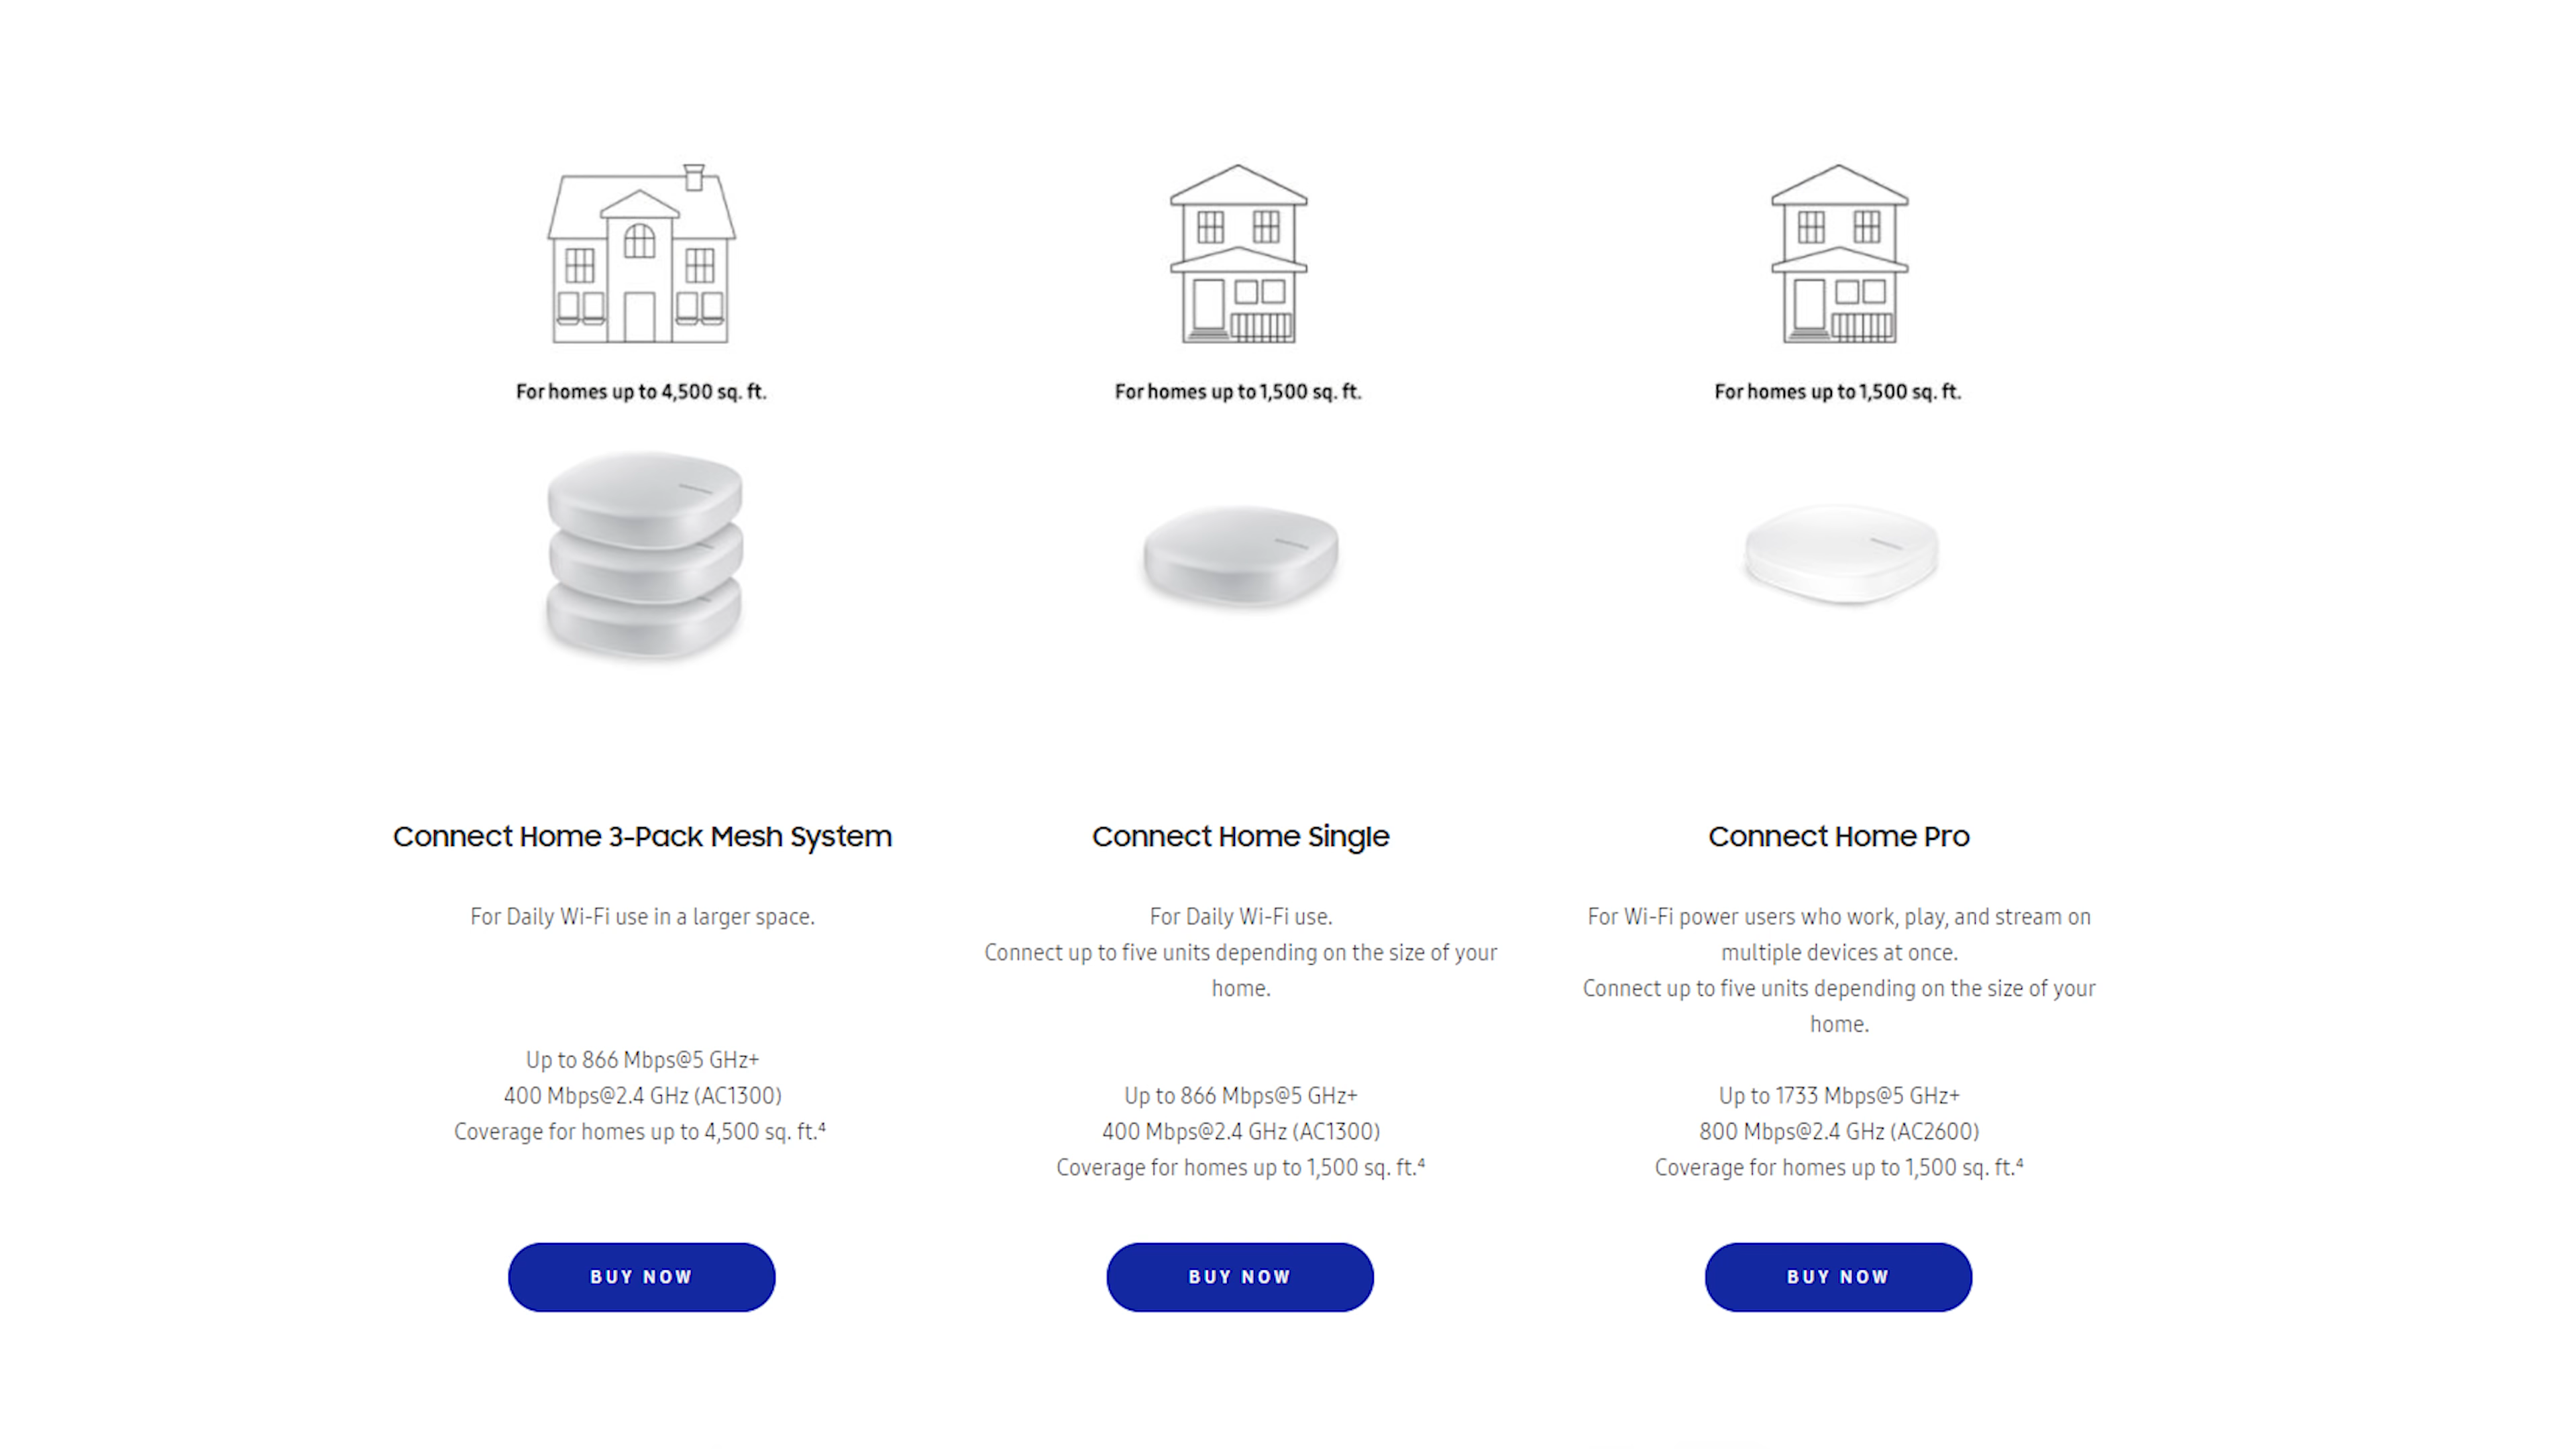 For homes up to 4,500 sq. ft.
For homes up to 1,500 sq. ft.
For homes up to 1,500 sq. ft.
Connect Home 3-Pack Mesh System
For Daily Wi-Fi use in a larger space.
Up to 866 Mbps@5 GHz+
400 Mbps@2.4 GHz (AC1300)
Coverage for homes up to 4,500 sq. ft.⁴
BUY NOW
Connect Home Single
For Daily Wi-Fi use.
Connect up to five units depending on the size of your
home.
Up to 866 Mbps@5 GHz+
400 Mbps@2.4 GHz (AC1300)
Coverage for homes up to 1,500 sq. ft.⁴
BUY NOW
Connect Home Pro
For Wi-Fi power users who work, play, and stream on
multiple devices at once.
Connect up to five units depending on the size of your
home.
Up to 1733 Mbps@5 GHz+
800 Mbps@2.4 GHz (AC2600)
Coverage for homes up to 1,500 sq. ft.⁴
BUY NOW